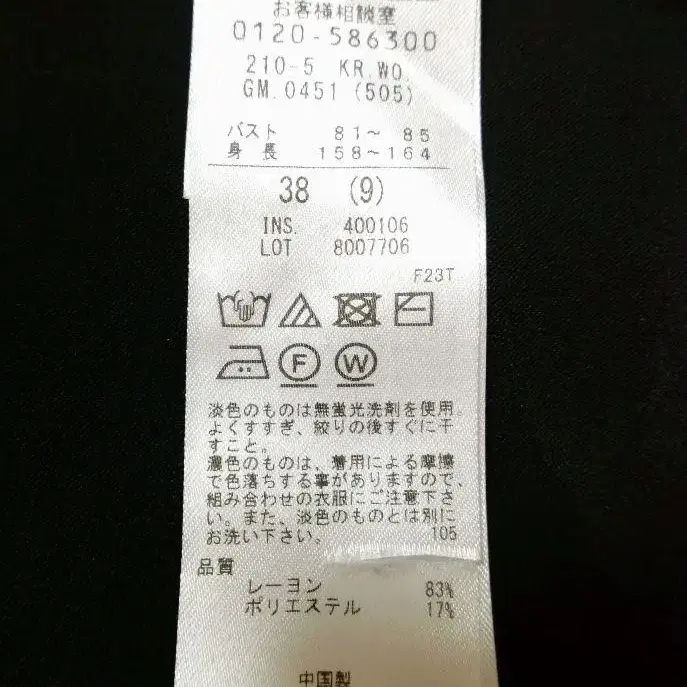 お客様相談室
0120-586300
210-5 KR.WO.
GM.0451 (505)
バスト 81～ 85
身長 158～164
38 (9)
INS. 400106
LOT 8007706
F23T
F W
淡色のものは無蛍光洗剤を使用。
よくすすぎ、絞りの後すぐに干
すこと。
濃色のものは、着用による摩擦
で色落ちする事がありますので、
組み合わせの衣服にご注意下さ
い。また、淡色のものとは別に
お洗い下さい。 105
品質
レーヨン 83%
ポリエステル 17%
中国製